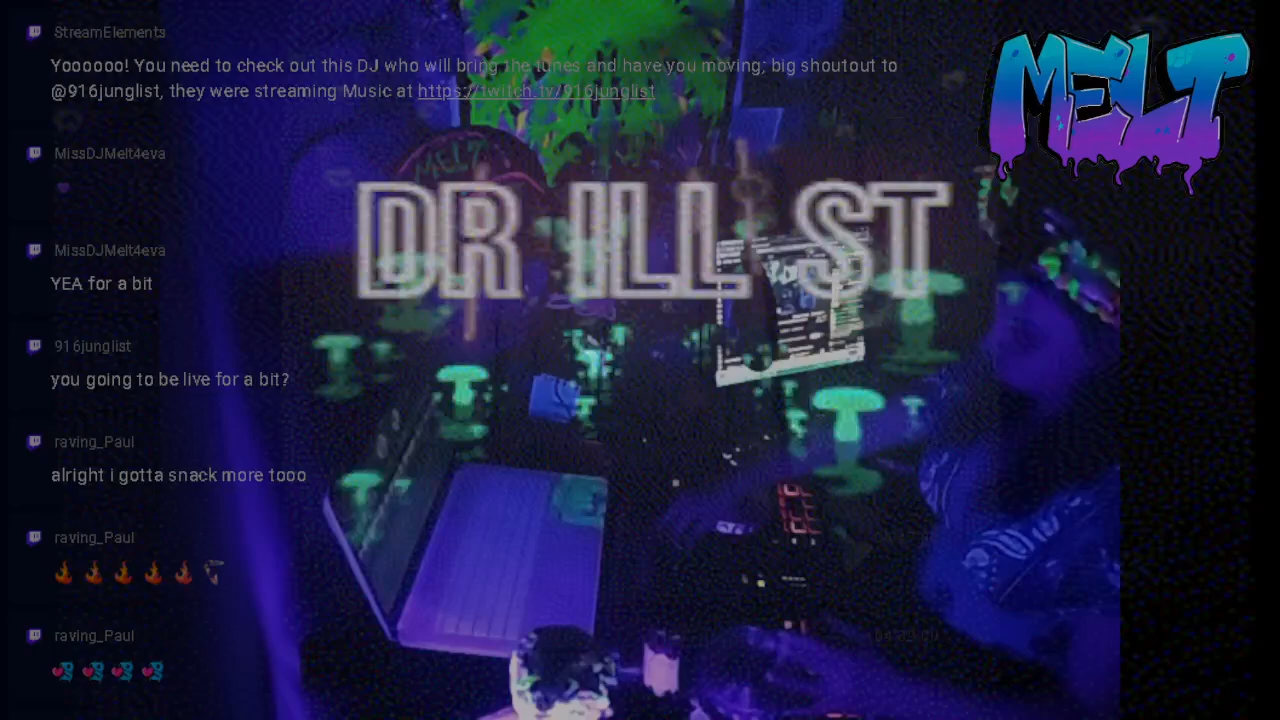 StreamElements
Yoooooo! You need to check out this DJ who will bring the tunes and have you moving; big shoutout to
@916junglist, they were streaming Music at https://twitch.tv/916junglist
MELT
MissDJMelt4eva
MELT
DR ILL ST
MissDJMelt4eva
YEA for a bit
916junglist
you going to be live for a bit?
raving_Paul
alright I gotta snack more tooo
raving_Paul
raving_Paul